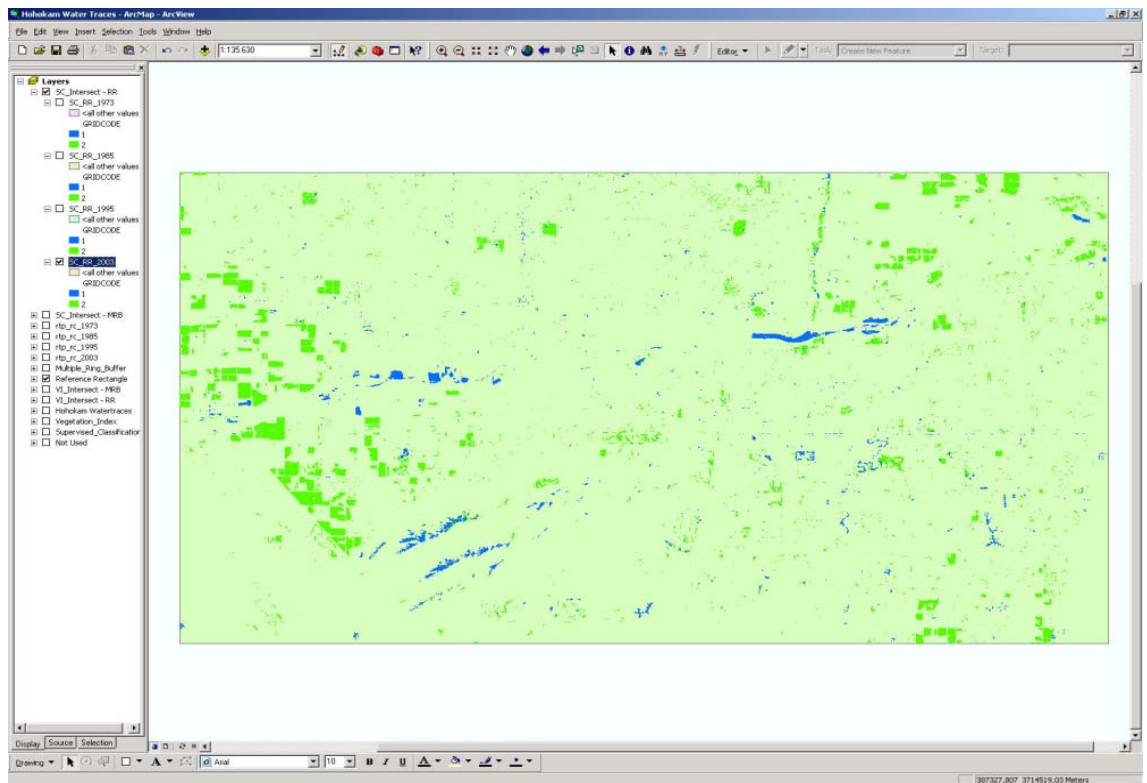 Hohokam Water Traces - ArcMap - ArcView
File Edit View Insert Selection Tools Window Help
1:135,630 Editor Task: Create New Feature Target:
Layers
SC_Intersect - RR
SC_RR_1973
<all other values
GRIDCODE
1
2
SC_RR_1985
<all other values
GRIDCODE
1
2
SC_RR_1995
<all other values
GRIDCODE
1
2
SC_RR_2003
<all other values
GRIDCODE
1
2
SC_Intersect - MRB
rtp_rc_1973
rtp_rc_1985
rtp_rc_1995
rtp_rc_2003
Multiple_Ring_Buffer
Reference Rectangle
VI_Intersect - MRB
VI_Intersect - RR
Hohokam Watertraces
Vegetation_Index
Supervised_Classification
Not Used
Display Source Selection
Drawing A Arial 10 B I U A
387327.807 3714519.03 Meters